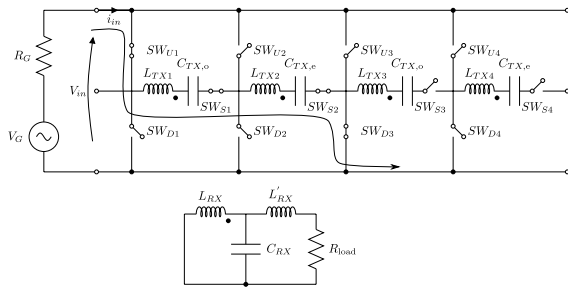 i_in
R_G
SW_U1
SW_U2
SW_U3
SW_U4
C_TX,o
C_TX,e
C_TX,o
C_TX,e
L_TX1
L_TX2
L_TX3
L_TX4
V_in
SW_S1
SW_S2
SW_S3
SW_S4
V_G
SW_D1
SW_D2
SW_D3
SW_D4
L_RX
L'_RX
C_RX
R_load